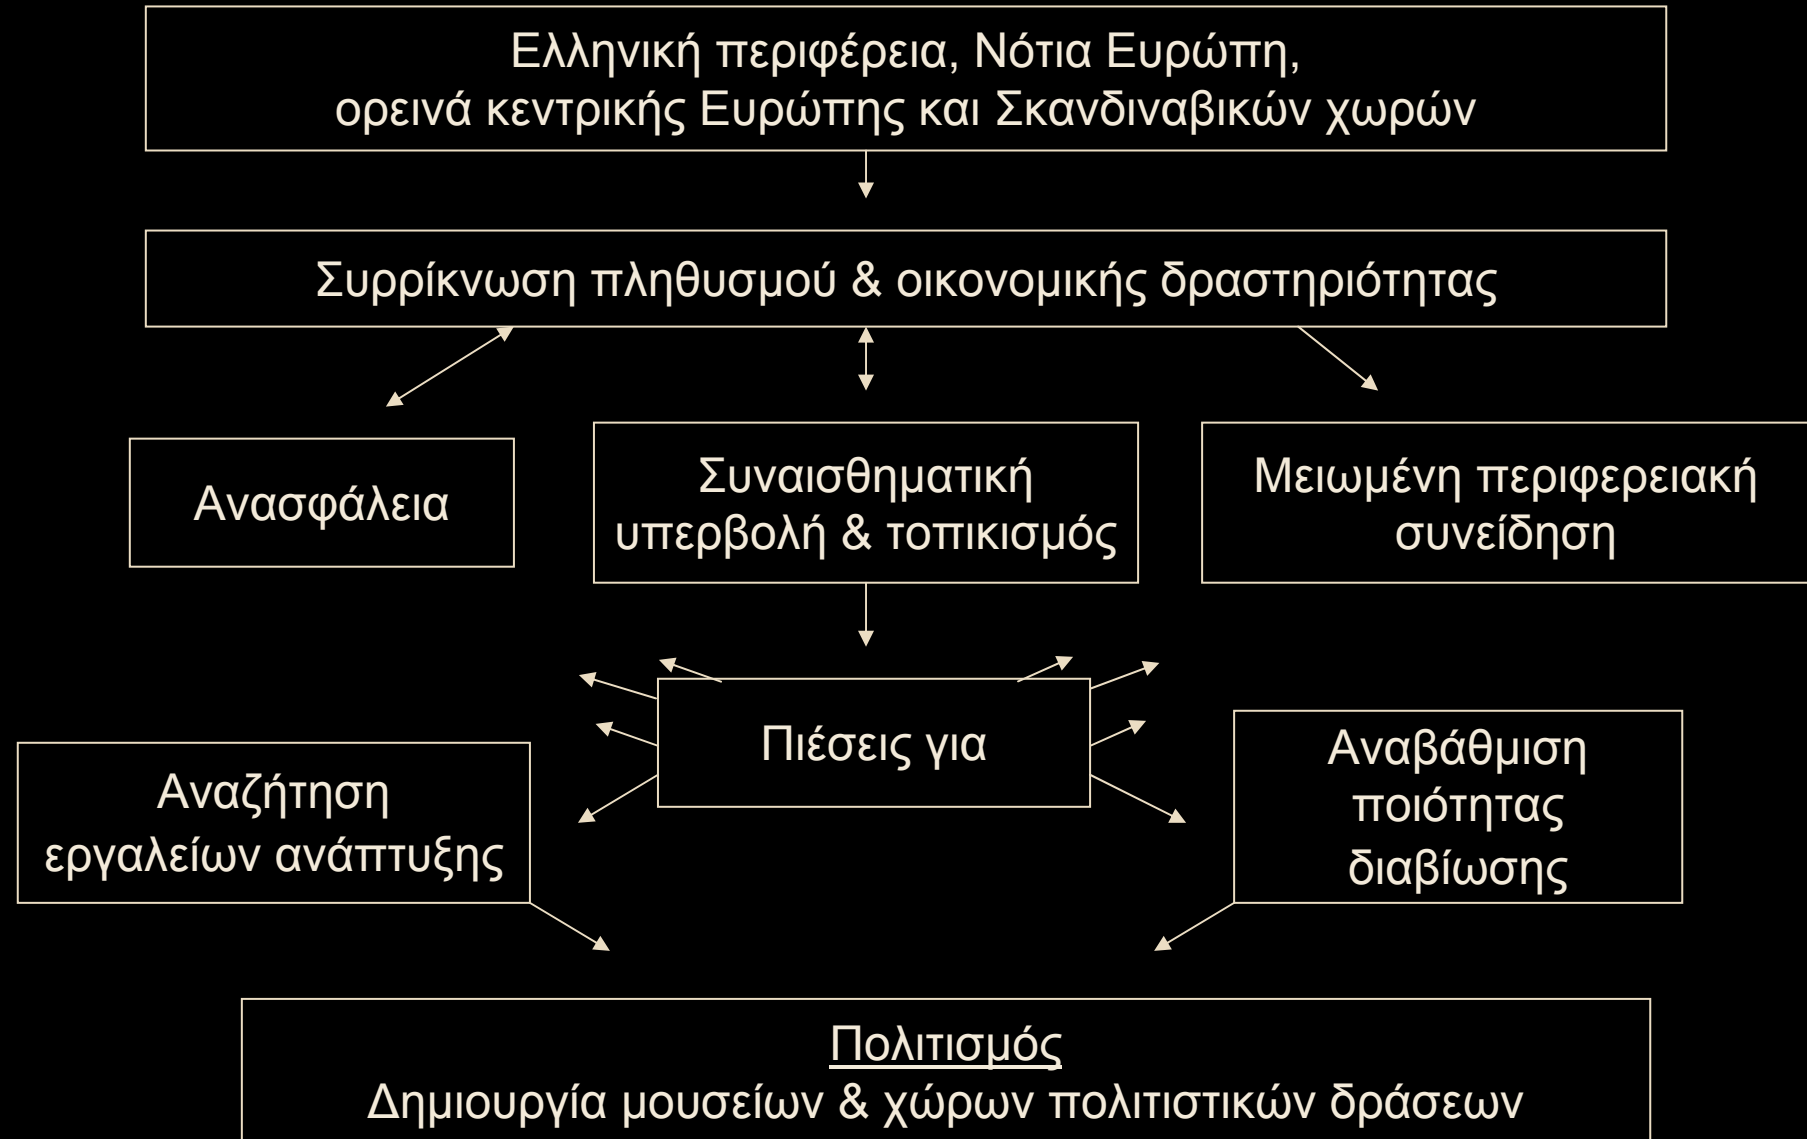 Ελληνική περιφέρεια, Νότια Ευρώπη,
ορεινά κεντρικής Ευρώπης και Σκανδιναβικών χωρών
Συρρίκνωση πληθυσμού & οικονομικής δραστηριότητας
Ανασφάλεια
Συναισθηματική
υπερβολή & τοπικισμός
Μειωμένη περιφερειακή
συνείδηση
Πιέσεις για
Αναζήτηση
εργαλείων ανάπτυξης
Αναβάθμιση
ποιότητας
διαβίωσης
Πολιτισμός
Δημιουργία μουσείων & χώρων πολιτιστικών δράσεων